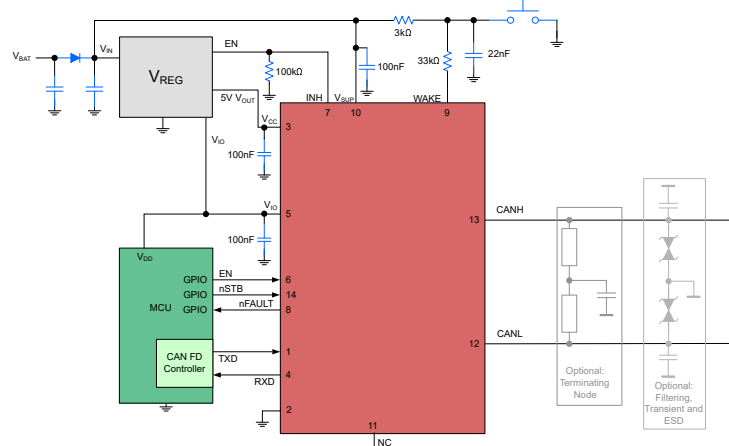 3kΩ
VBAT
VIN
VREG
EN
100kΩ
100nF
33kΩ
22nF
5V VOUT
INH
VSUP
WAKE
7
10
9
VCC
3
VIO
100nF
VIO
5
13
CANH
100nF
VDD
GPIO
EN
6
GPIO
nSTB
14
MCU
GPIO
nFAULT
8
CAN FD
Controller
TXD
1
RXD
4
2
12
CANL
11
NC
Optional:
Terminating
Node
Optional:
Filtering,
Transient and
ESD